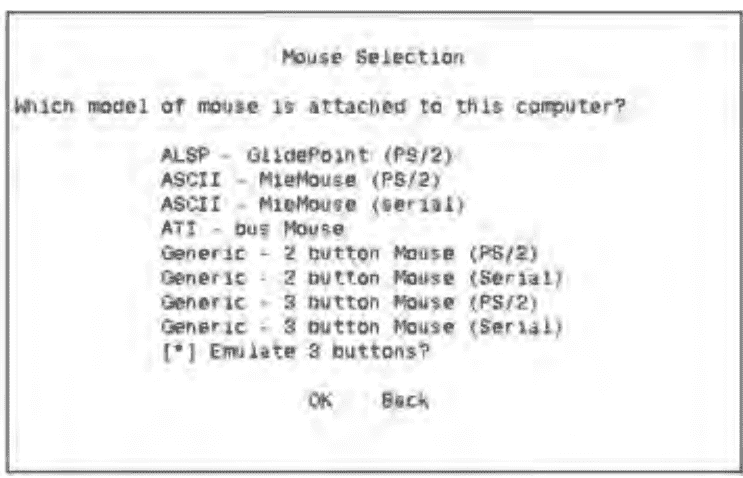 Mouse Selection
Which model of mouse is attached to this computer?
ALSP - GlidePoint (PS/2)
ASCII - MieMouse (PS/2)
ASCII - MieMouse (serial)
ATI - bus Mouse
Generic - 2 button Mouse (PS/2)
Generic - 2 button Mouse (Serial)
Generic - 3 button Mouse (PS/2)
Generic - 3 button Mouse (Serial)
[*] Emulate 3 buttons?
OK Back